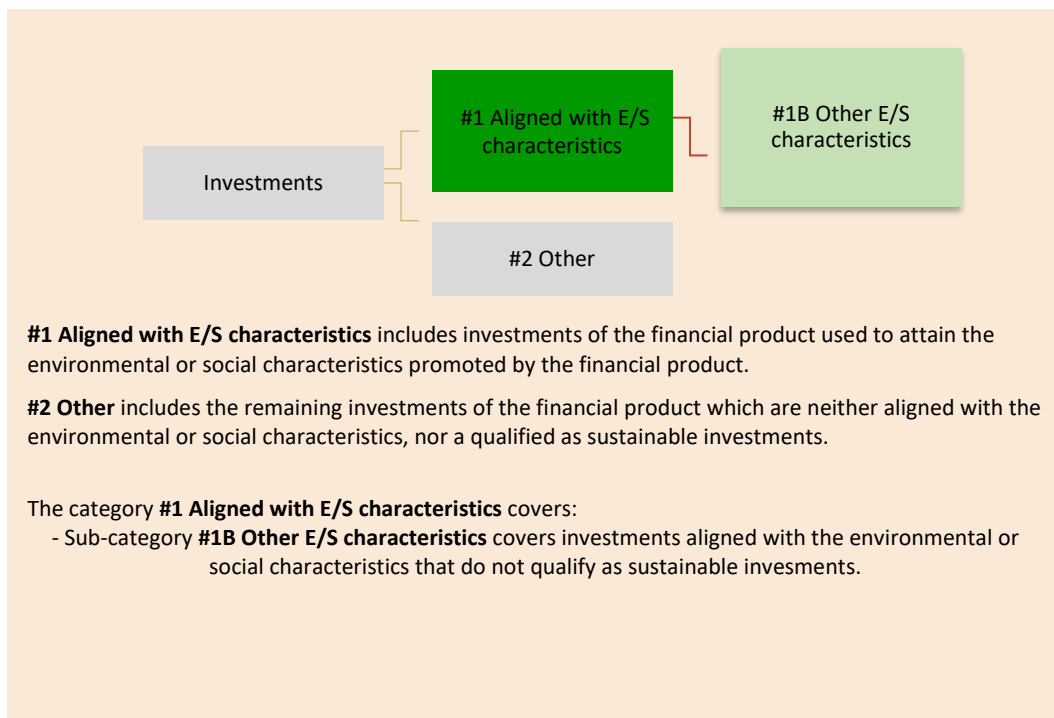 #1 Aligned with E/S
characteristics
#1B Other E/S
characteristics
Investments
#2 Other
#1 Aligned with E/S characteristics includes investments of the financial product used to attain the
environmental or social characteristics promoted by the financial product.
#2 Other includes the remaining investments of the financial product which are neither aligned with the
environmental or social characteristics, nor a qualified as sustainable investments.
The category #1 Aligned with E/S characteristics covers:
- Sub-category #1B Other E/S characteristics covers investments aligned with the environmental or
social characteristics that do not qualify as sustainable invesments.